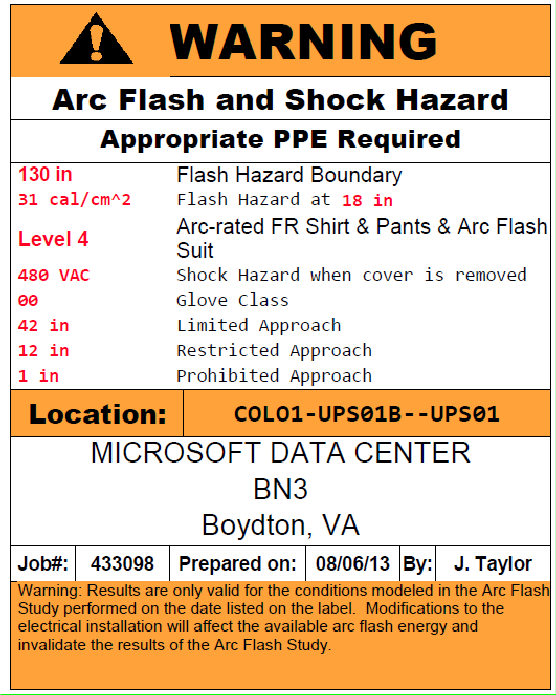 WARNING
Arc Flash and Shock Hazard
Appropriate PPE Required
130 in Flash Hazard Boundary
31 cal/cm^2 Flash Hazard at 18 in
Level 4 Arc-rated FR Shirt & Pants & Arc Flash
Suit
480 VAC Shock Hazard when cover is removed
00 Glove Class
42 in Limited Approach
12 in Restricted Approach
1 in Prohibited Approach
Location: COLO1-UPS01B--UPS01
MICROSOFT DATA CENTER
BN3
Boydton, VA
Job#: 433098 Prepared on: 08/06/13 By: J. Taylor
Warning: Results are only valid for the conditions modeled in the Arc Flash
Study performed on the date listed on the label. Modifications to the
electrical installation will affect the available arc flash energy and
invalidate the results of the Arc Flash Study.